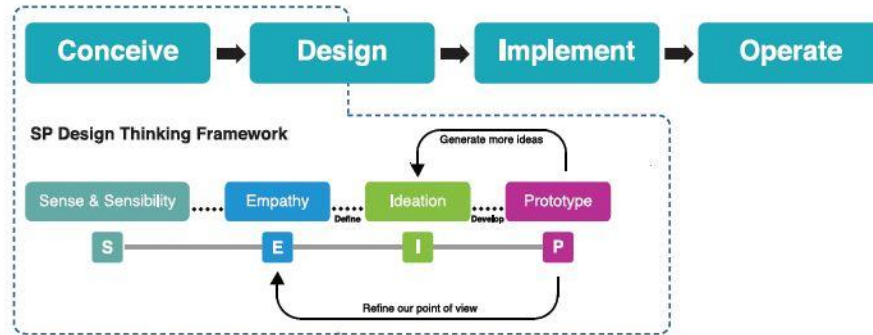 Conceive
Design
Implement
Operate
SP Design Thinking Framework
Generate more ideas
Sense & Sensibility
Empathy
Define
Ideation
Develop
Prototype
S
E
I
P
Refine our point of view